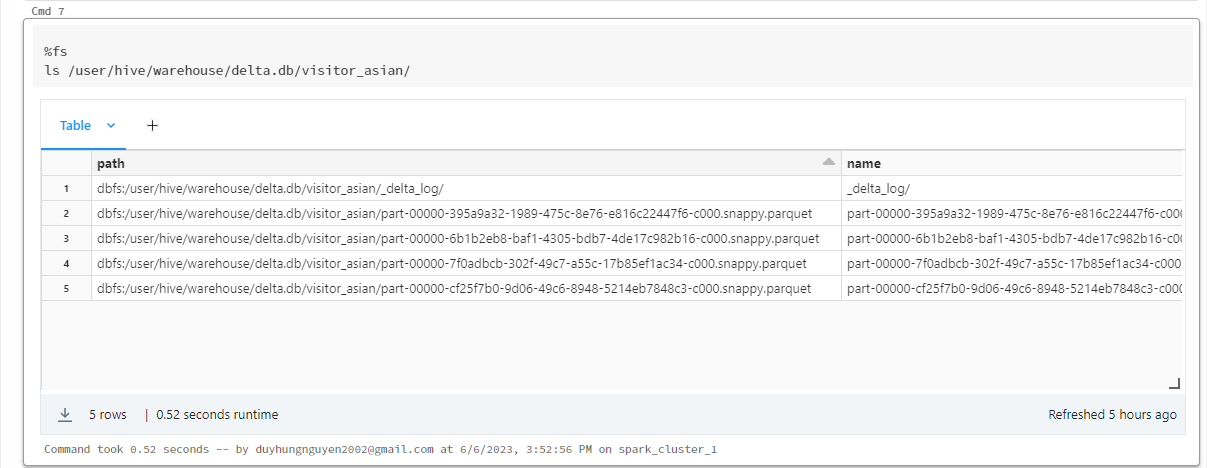 Cmd 7
%fs
ls /user/hive/warehouse/delta.db/visitor_asian/
Table +
path name
1 dbfs:/user/hive/warehouse/delta.db/visitor_asian/_delta_log/ _delta_log/
2 dbfs:/user/hive/warehouse/delta.db/visitor_asian/part-00000-395a9a32-1989-475c-8e76-e816c22447f6-c000.snappy.parquet part-00000-395a9a32-1989-475c-8e76-e816c22447f6-c000
3 dbfs:/user/hive/warehouse/delta.db/visitor_asian/part-00000-6b1b2eb8-baf1-4305-bdb7-4de17c982b16-c000.snappy.parquet part-00000-6b1b2eb8-baf1-4305-bdb7-4de17c982b16-c00
4 dbfs:/user/hive/warehouse/delta.db/visitor_asian/part-00000-7f0adbcb-302f-49c7-a55c-17b85ef1ac34-c000.snappy.parquet part-00000-7f0adbcb-302f-49c7-a55c-17b85ef1ac34-c000
5 dbfs:/user/hive/warehouse/delta.db/visitor_asian/part-00000-cf25f7b0-9d06-49c6-8948-5214eb7848c3-c000.snappy.parquet part-00000-cf25f7b0-9d06-49c6-8948-5214eb7848c3-c000
5 rows | 0.52 seconds runtime Refreshed 5 hours ago
Command took 0.52 seconds -- by duyhungnguyen2002@gmail.com at 6/6/2023, 3:52:56 PM on spark_cluster_1